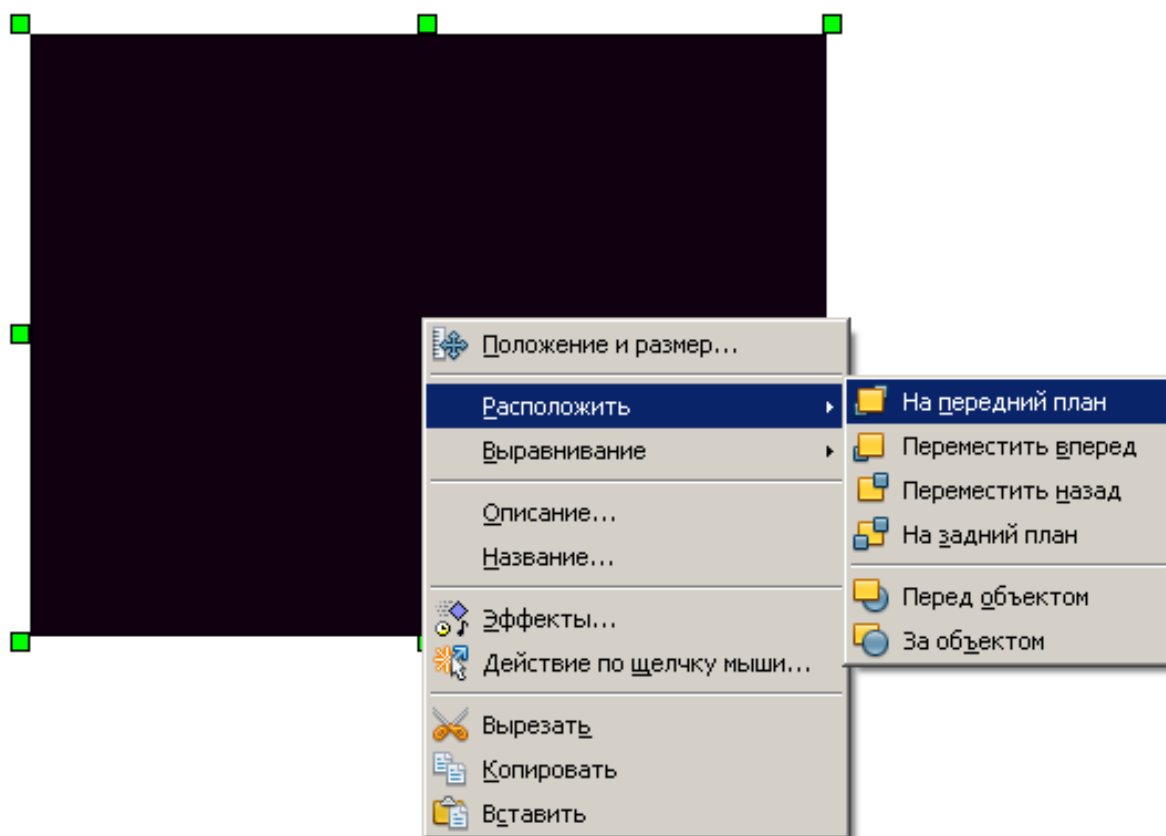 Положение и размер...
Расположить
Выравнивание
Описание...
Название...
Эффекты...
Действие по щелчку мыши...
Вырезать
Копировать
Вставить
На передний план
Переместить вперед
Переместить назад
На задний план
Перед объектом
За объектом